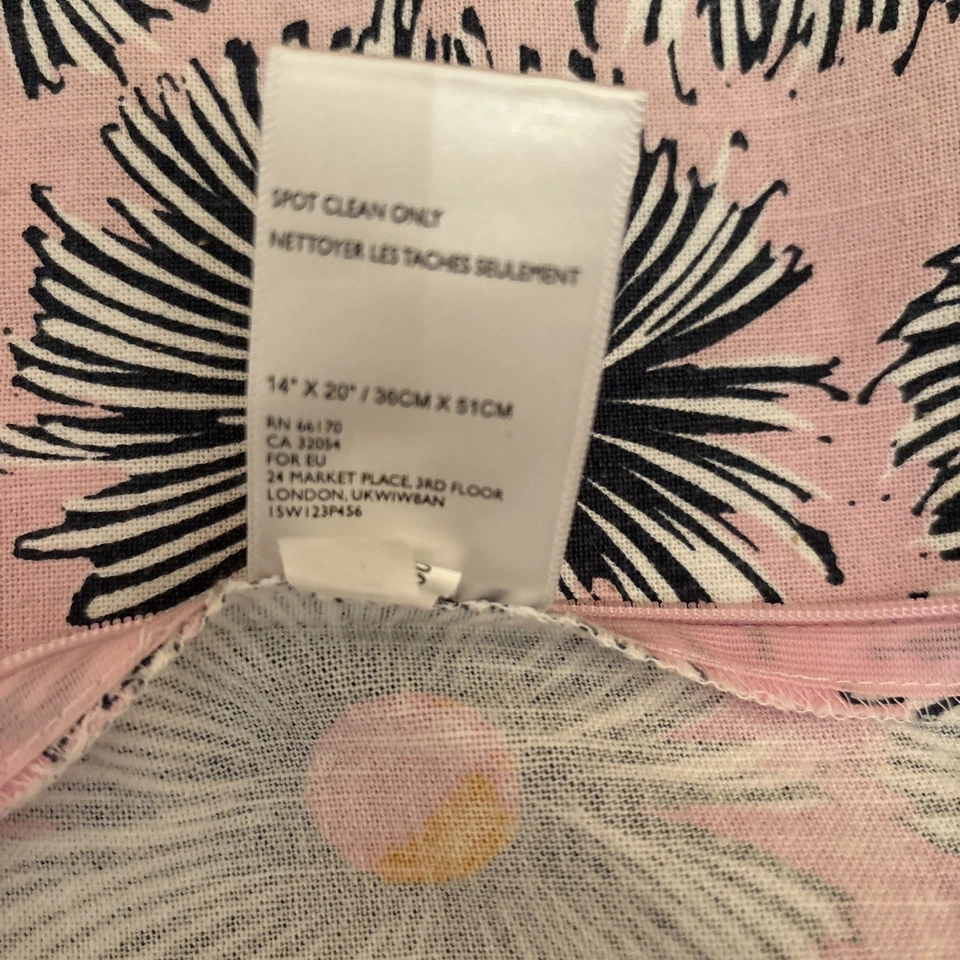 SPOT CLEAN ONLY
NETTOYER LES TACHES SEULEMENT
14" X 20" / 36CM X 51CM
RN 66170
CA 32054
FOR EU
24 MARKET PLACE, 3RD FLOOR
LONDON, UKWIWBAN
15W123P456